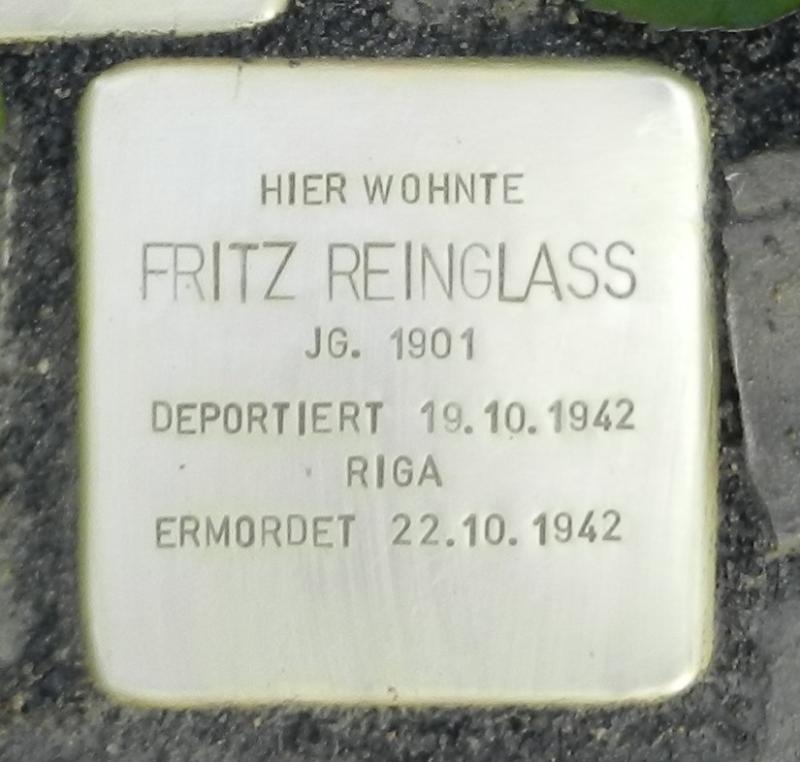 HIER WOHNTE
FRITZ REINGLASS
JG. 1901
DEPORTIERT 19.10.1942
RIGA
ERMORDET 22.10.1942